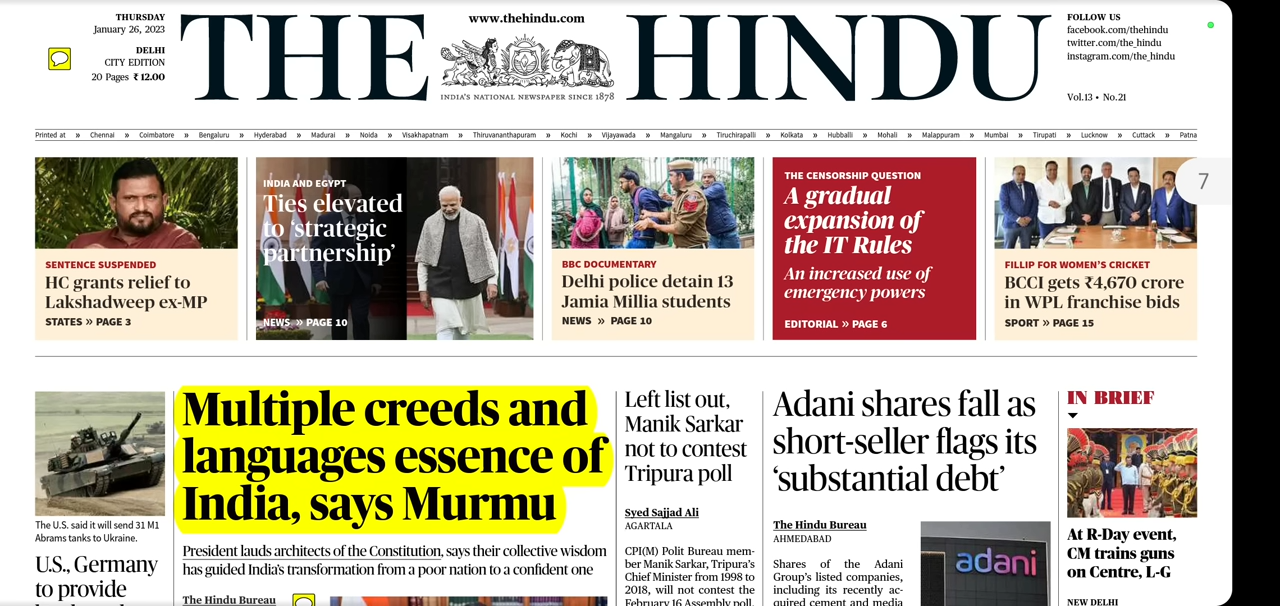 THURSDAY
January 26, 2023
DELHI
CITY EDITION
20 Pages ₹ 12.00
www.thehindu.com
THE HINDU
INDIA'S NATIONAL NEWSPAPER SINCE 1878
FOLLOW US
facebook.com/thehindu
twitter.com/the_hindu
instagram.com/the_hindu
Vol.13 • No.21
Printed at » Chennai » Coimbatore » Bengaluru » Hyderabad » Madurai » Noida » Visakhapatnam » Thiruvananthapuram » Kochi » Vijayawada » Mangaluru » Tiruchirapalli » Kolkata » Hubballi » Mohali » Malappuram » Mumbai » Tirupati » Lucknow » Cuttack » Patna
7
SENTENCE SUSPENDED
HC grants relief to
Lakshadweep ex-MP
STATES » PAGE 3
INDIA AND EGYPT
Ties elevated
to ‘strategic
partnership’
NEWS » PAGE 10
BBC DOCUMENTARY
Delhi police detain 13
Jamia Millia students
NEWS » PAGE 10
THE CENSORSHIP QUESTION
A gradual
expansion of
the IT Rules
An increased use of
emergency powers
EDITORIAL » PAGE 6
FILLIP FOR WOMEN’S CRICKET
BCCI gets ₹4,670 crore
in WPL franchise bids
SPORT » PAGE 15
The U.S. said it will send 31 M1
Abrams tanks to Ukraine.
U.S., Germany
to provide
Multiple creeds and
languages essence of
India, says Murmu
President lauds architects of the Constitution, says their collective wisdom
has guided India’s transformation from a poor nation to a confident one
The Hindu Bureau
Left list out,
Manik Sarkar
not to contest
Tripura poll
Syed Sajjad Ali
AGARTALA
CPI(M) Polit Bureau mem-
ber Manik Sarkar, Tripura’s
Chief Minister from 1998 to
2018, will not contest the
February 16 Assembly poll.
Adani shares fall as
short-seller flags its
‘substantial debt’
The Hindu Bureau
AHMEDABAD
Shares of the Adani
Group’s listed companies,
including its recently ac-
quired cement and media
adani
IN BRIEF
At R-Day event,
CM trains guns
on Centre, L-G
NEW DELHI